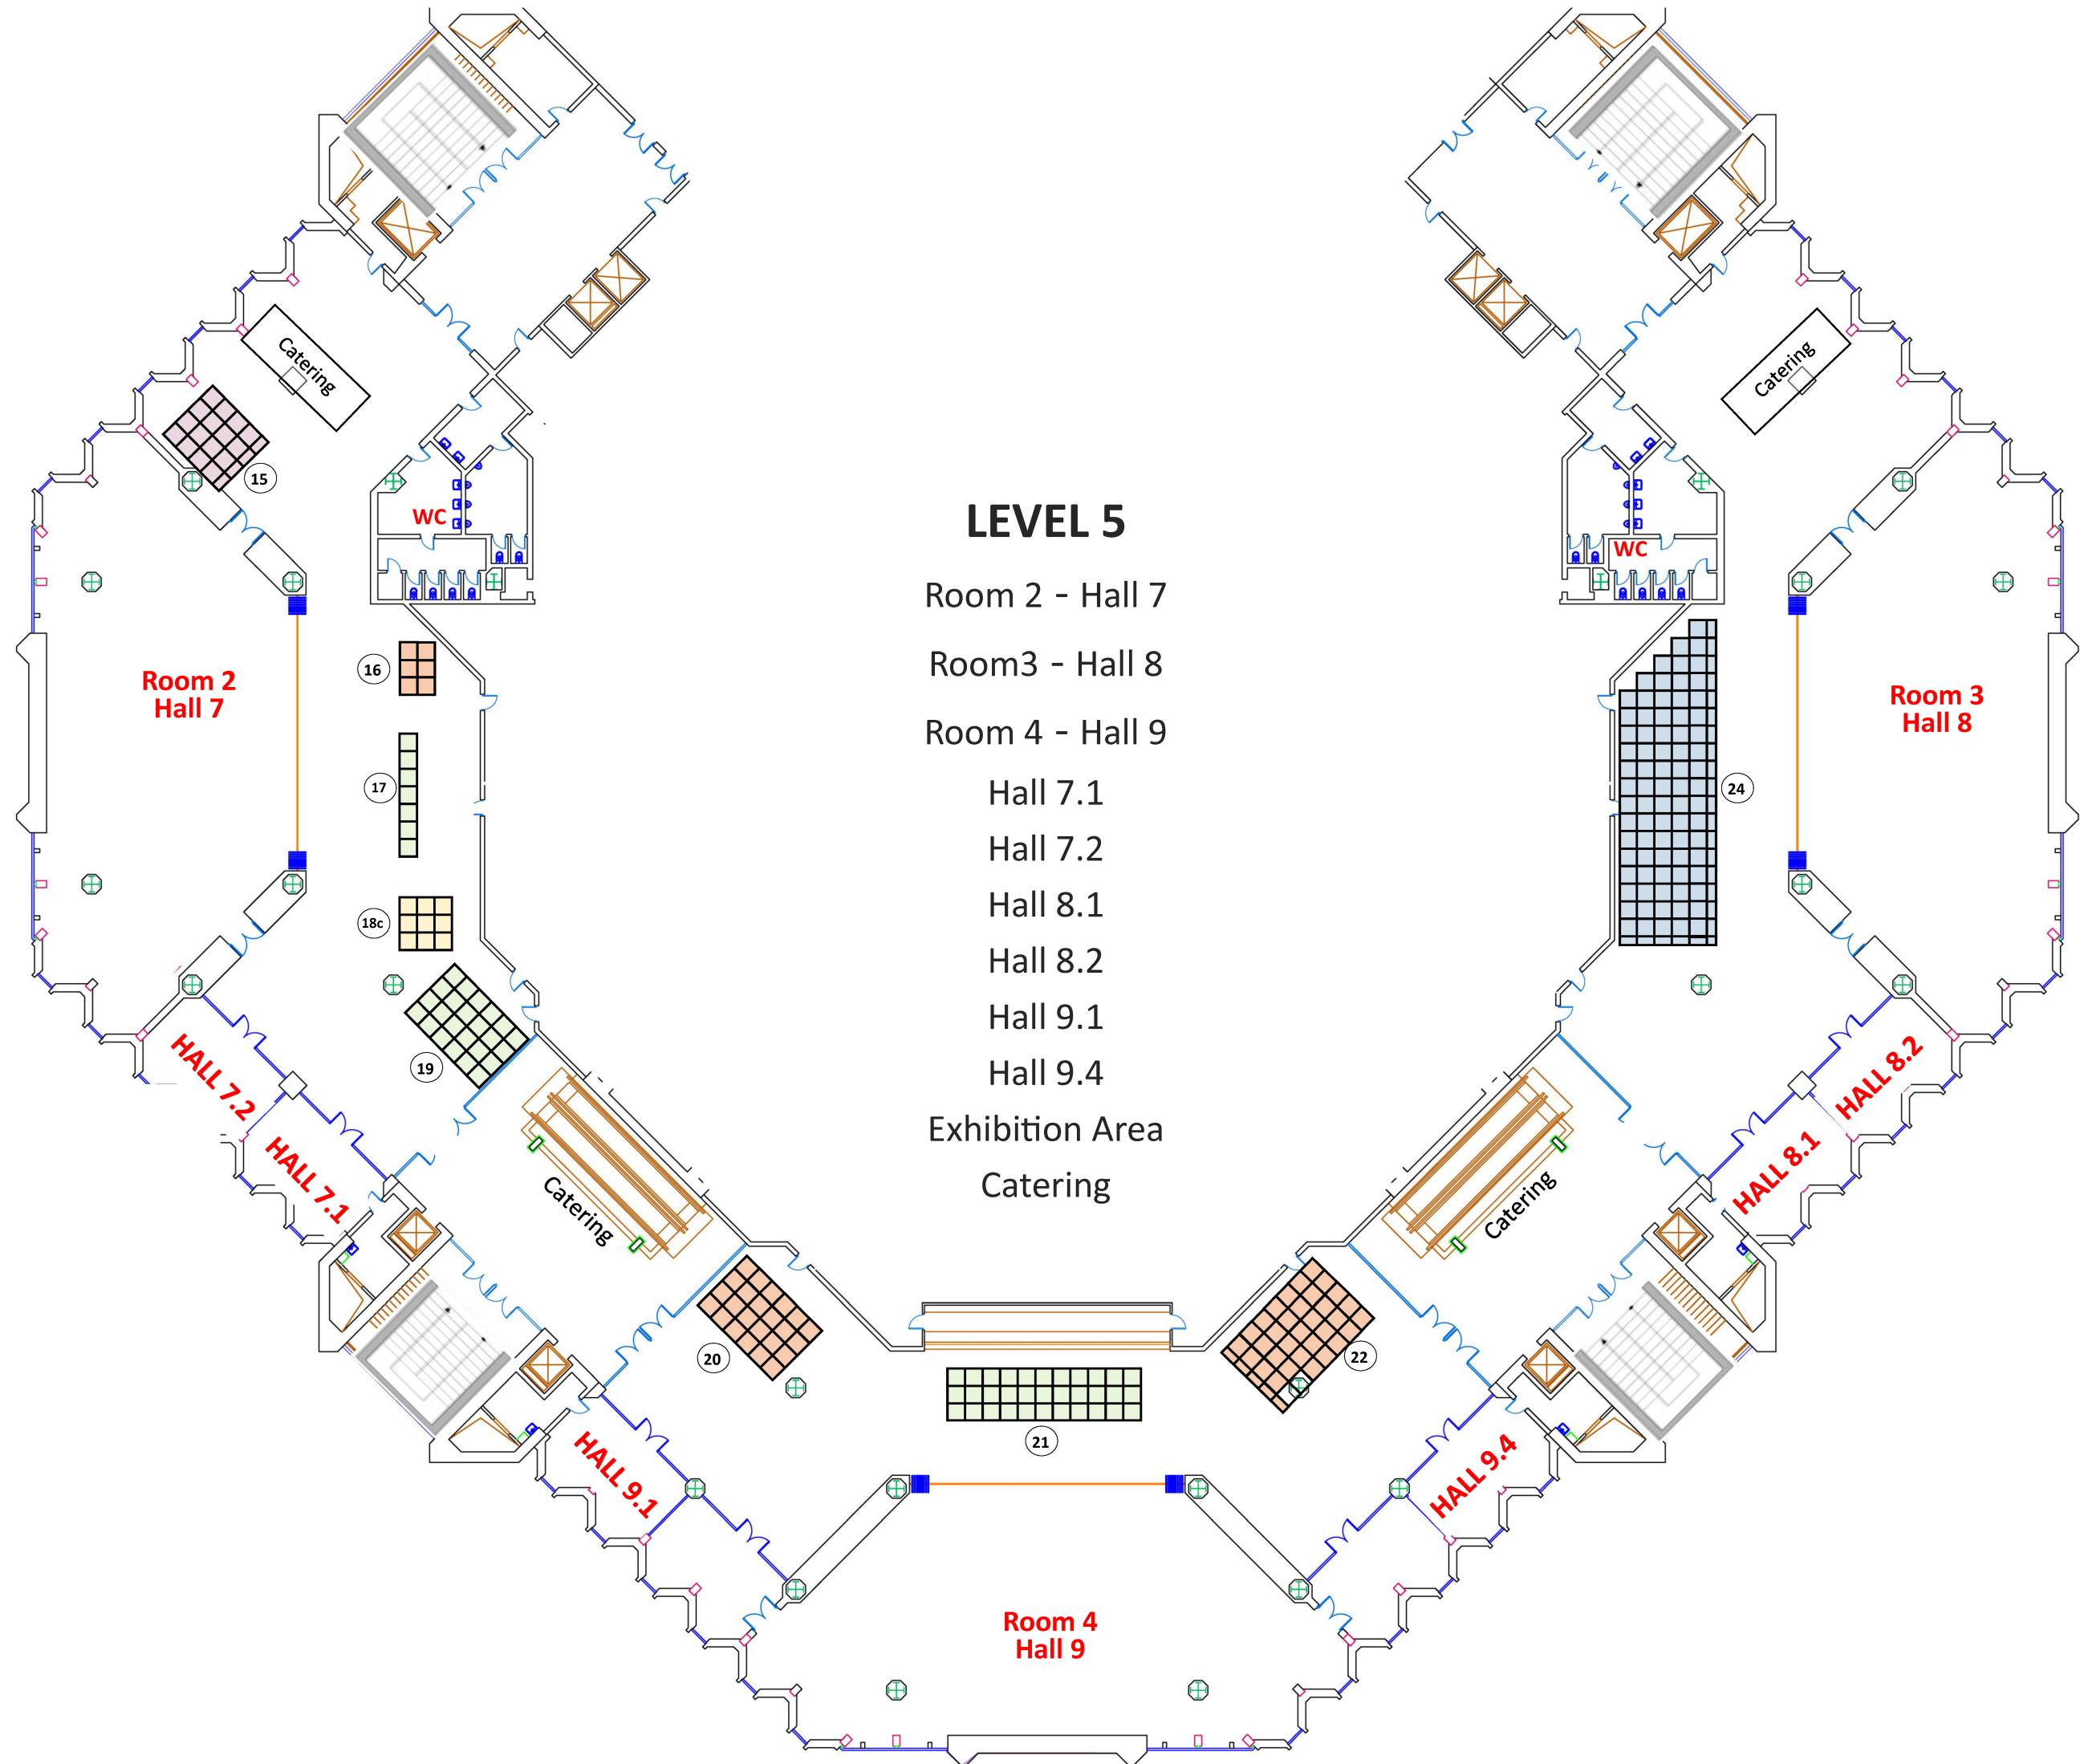 Catering
Catering
15
WC
WC
LEVEL 5
Room 2 - Hall 7
Room3 - Hall 8
Room 4 - Hall 9
Hall 7.1
Hall 7.2
Hall 8.1
Hall 8.2
Hall 9.1
Hall 9.4
Exhibition Area
Catering
16
Room 2
Hall 7
Room 3
Hall 8
17
24
18c
19
HALL 7.2
HALL 7.1
HALL 8.2
HALL 8.1
Catering
Catering
20
22
21
HALL 9.1
HALL 9.4
Room 4
Hall 9